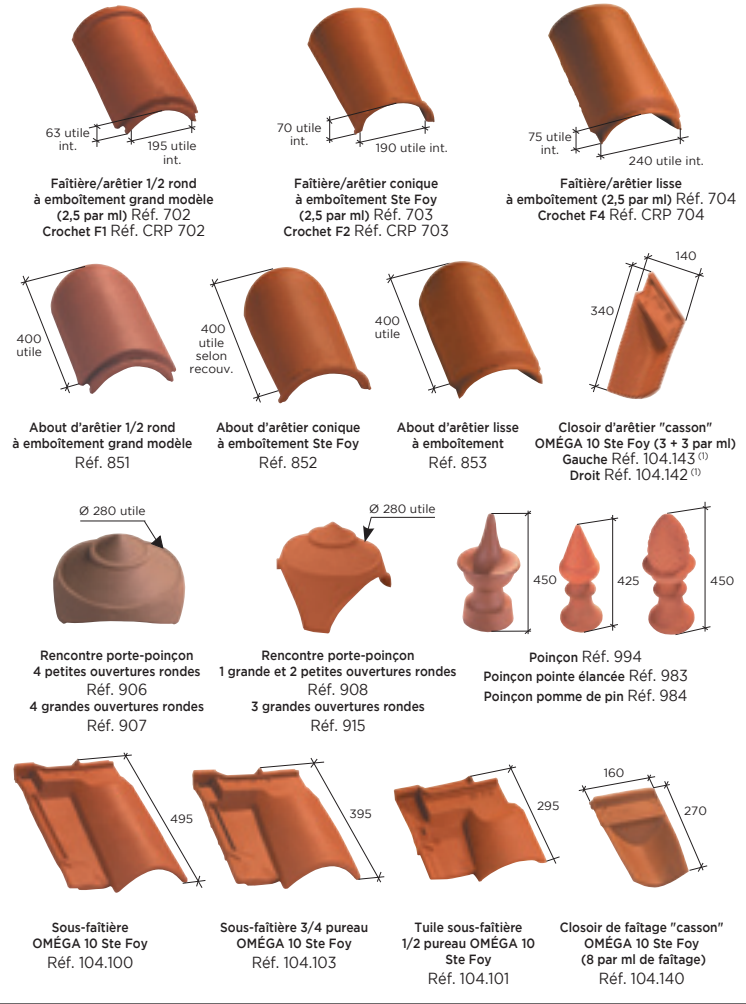 63 utile
int.
195 utile
int.
Faîtière/arêtier 1/2 rond
à emboîtement grand modèle
(2,5 par ml) Réf. 702
Crochet F1 Réf. CRP 702
70 utile
int.
190 utile int.
Faîtière/arêtier conique
à emboîtement Ste Foy
(2,5 par ml) Réf. 703
Crochet F2 Réf. CRP 703
75 utile
int.
240 utile int.
Faîtière/arêtier lisse
à emboîtement (2,5 par ml) Réf. 704
Crochet F4 Réf. CRP 704
400
utile
About d'arêtier 1/2 rond
à emboîtement grand modèle
Réf. 851
400
utile
selon
recouv.
About d'arêtier conique
à emboîtement Ste Foy
Réf. 852
400
utile
About d'arêtier lisse
à emboîtement
Réf. 853
140
340
Closoir d'arêtier "casson"
OMÉGA 10 Ste Foy (3 + 3 par ml)
Gauche Réf. 104.143 (1)
Droit Réf. 104.142 (1)
Ø 280 utile
Rencontre porte-poinçon
4 petites ouvertures rondes
Réf. 906
4 grandes ouvertures rondes
Réf. 907
Ø 280 utile
Rencontre porte-poinçon
1 grande et 2 petites ouvertures rondes
Réf. 908
3 grandes ouvertures rondes
Réf. 915
450
425
450
Poinçon Réf. 994
Poinçon pointe élancée Réf. 983
Poinçon pomme de pin Réf. 984
495
Sous-faîtière
OMÉGA 10 Ste Foy
Réf. 104.100
395
Sous-faîtière 3/4 pureau
OMÉGA 10 Ste Foy
Réf. 104.103
295
Tuile sous-faîtière
1/2 pureau OMÉGA 10
Ste Foy
Réf. 104.101
160
270
Closoir de faîtage "casson"
OMÉGA 10 Ste Foy
(8 par ml de faîtage)
Réf. 104.140